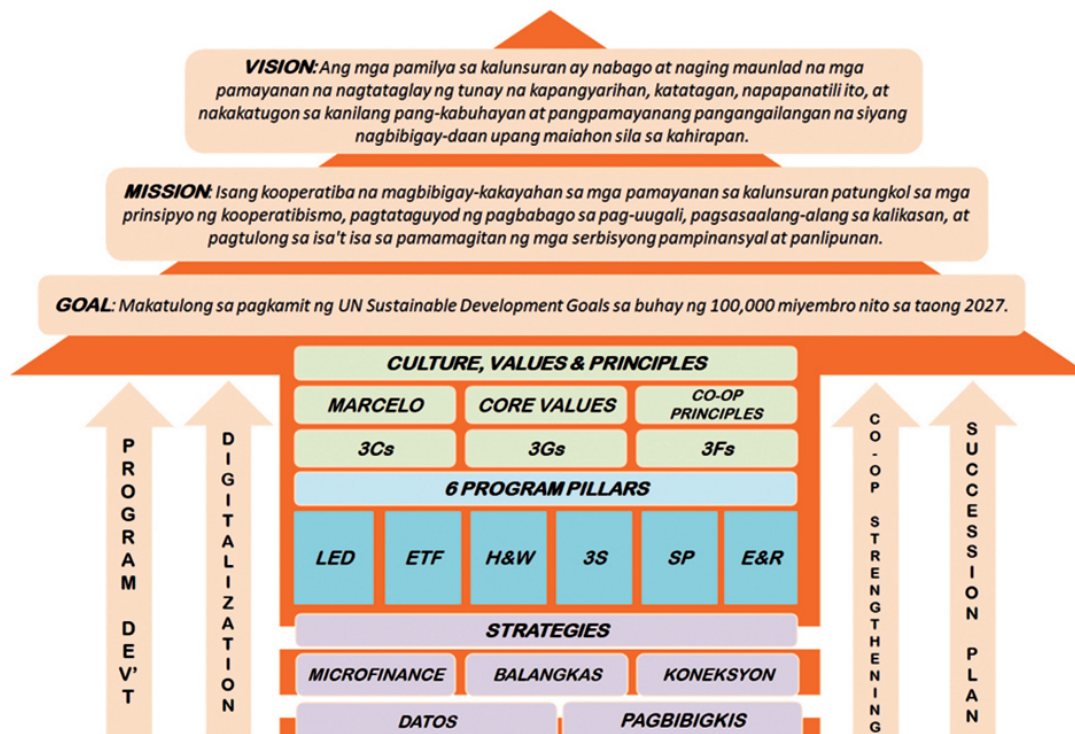 VISION: Ang mga pamilya sa kalunsuran ay nabago at naging maunlad na mga
pamayanan na nagtataglay ng tunay na kapangyarihan, katatagan, napapanatili ito, at
nakakatugon sa kanilang pang-kabuhayan at pangpamayanang pangangailangan na siyang
nagbibigay-daan upang maiahon sila sa kahirapan.
MISSION: Isang kooperatiba na magbibigay-kakayahan sa mga pamayanan sa kalunsuran patungkol sa mga
prinsipyo ng kooperatibismo, pagtataguyod ng pagbabago sa pag-uugali, pagsasaalang-alang sa kalikasan, at
pagtulong sa isa't isa sa pamamagitan ng mga serbisyong pampinansyal at panlipunan.
GOAL: Makatulong sa pagkamit ng UN Sustainable Development Goals sa buhay ng 100,000 miyembro nito sa taong 2027.
PROGRAM DEV'T
DIGITALIZATION
CULTURE, VALUES & PRINCIPLES
MARCELO
CORE VALUES
CO-OP
PRINCIPLES
3Cs
3Gs
3Fs
6 PROGRAM PILLARS
LED
ETF
H&W
3S
SP
E&R
STRATEGIES
MICROFINANCE
BALANGKAS
KONEKSYON
DATOS
PAGBIBIGKIS
CO-OP STRENGTHENING
SUCCESSION PLAN